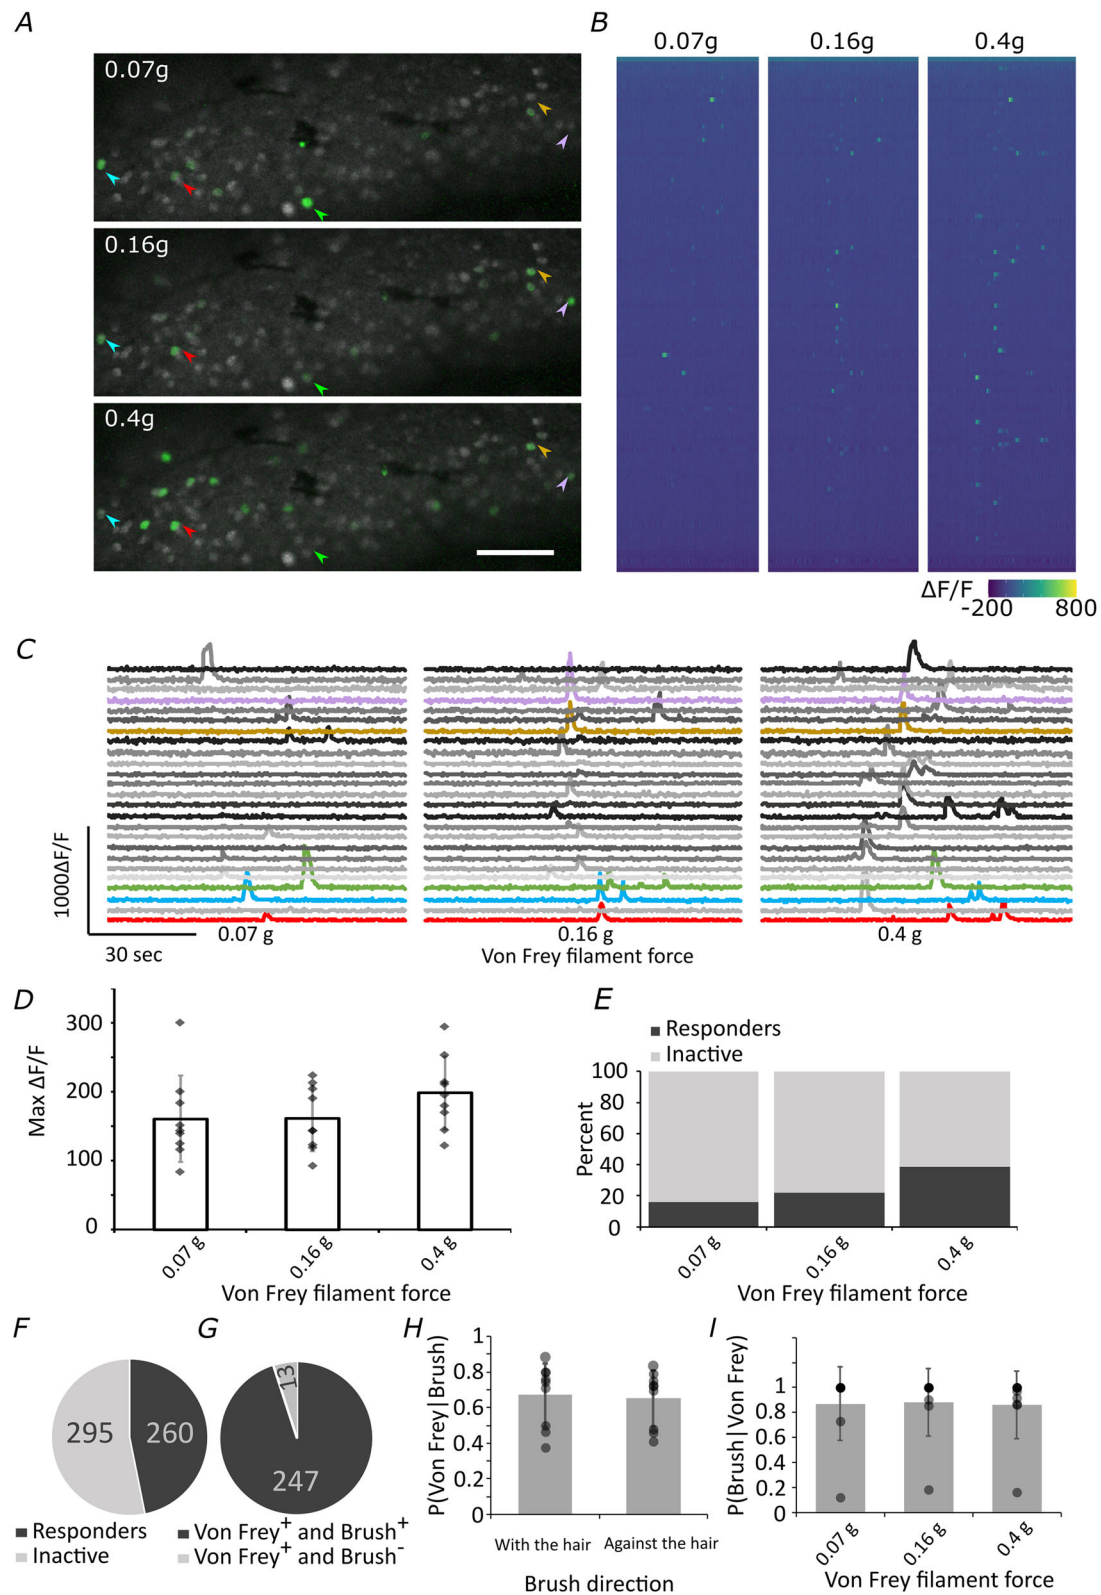 A
0.07g
0.16g
0.4g
B
0.07g 0.16g 0.4g
ΔF/F
-200 800
C
1000ΔF/F
30 sec
0.07 g 0.16 g 0.4 g
Von Frey filament force
D
Max ΔF/F
300
200
100
0
0.07 g 0.16 g 0.4 g
Von Frey filament force
E
Responders
Inactive
Percent
100
80
60
40
20
0
0.07 g 0.16 g 0.4 g
Von Frey filament force
F
295 260
Responders
Inactive
G
13
247
Von Frey+ and Brush+
Von Frey+ and Brush-
H
P(Von Frey|Brush)
1
0.8
0.6
0.4
0.2
0
With the hair Against the hair
Brush direction
I
P(Brush|Von Frey)
1
0.8
0.6
0.4
0.2
0
0.07 g 0.16 g 0.4 g
Von Frey filament force